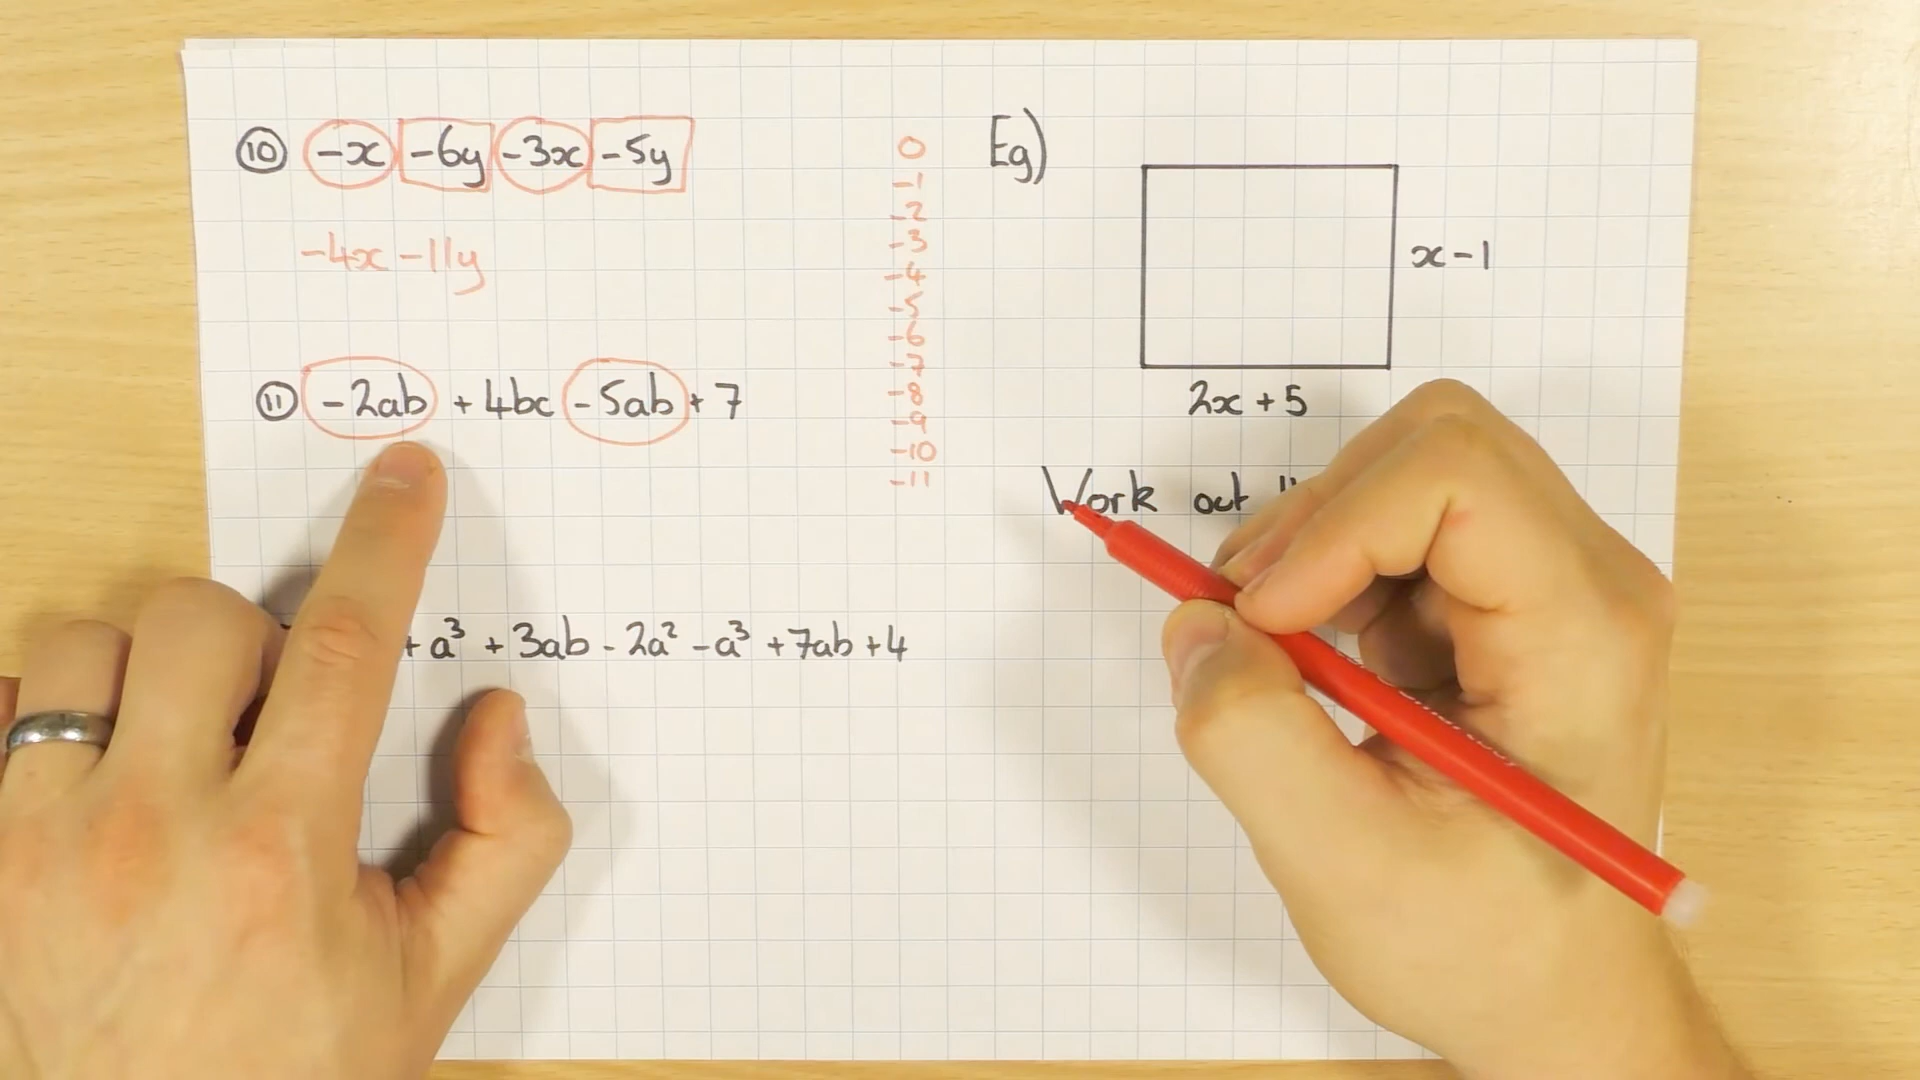 ⑩ -x -6y -3x -5y
-4x -11y
⑪ -2ab + 4bc - 5ab + 7
+ a³ + 3ab - 2a² - a³ + 7ab + 4
0
-1
-2
-3
-4
-5
-6
-7
-8
-9
-10
-11
Eg)
x - 1
2x + 5
Work out